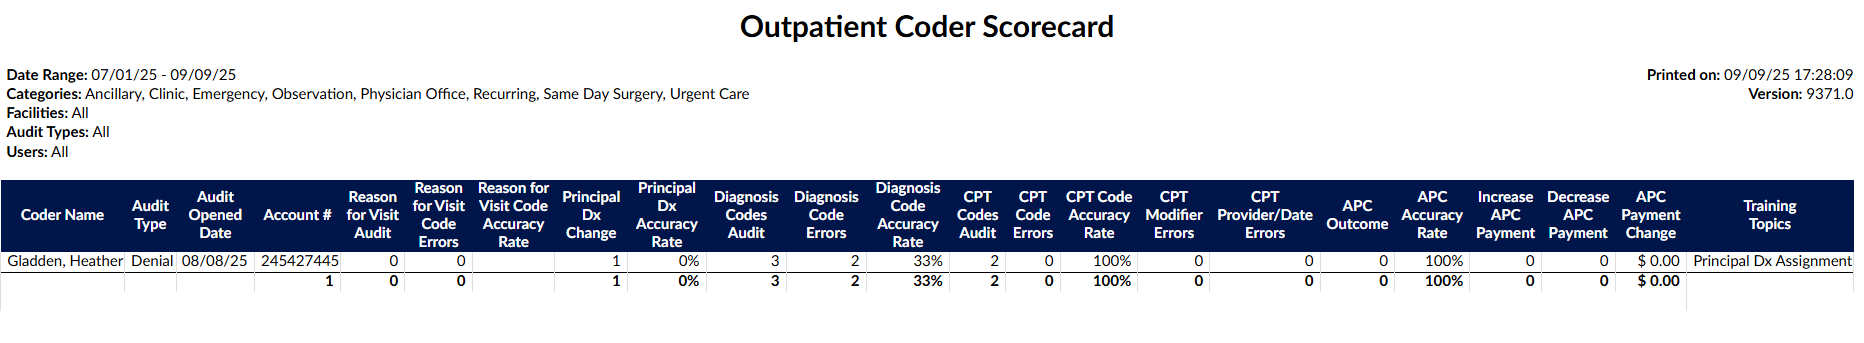 Outpatient Coder Scorecard
Date Range: 07/01/25 - 09/09/25
Printed on: 09/09/25 17:28:09
Categories: Ancillary, Clinic, Emergency, Observation, Physician Office, Recurring, Same Day Surgery, Urgent Care
Version: 9371.0
Facilities: All
Audit Types: All
Users: All
Coder Name
Audit
Type
Audit
Opened
Date
Account #
Reason
for Visit
Audit
Reason
for Visit
Code
Errors
Reason for
Visit Code
Accuracy
Rate
Principal
Dx
Change
Principal
Dx
Accuracy
Rate
Diagnosis
Codes
Audit
Diagnosis
Code
Errors
Diagnosis
Code
Accuracy
Rate
CPT
Codes
Audit
CPT
Code
Errors
CPT Code
Accuracy
Rate
CPT
Modifier
Errors
CPT
Provider/Date
Errors
APC
Outcome
APC
Accuracy
Rate
Increase
APC
Payment
Decrease
APC
Payment
APC
Payment
Change
Training
Topics
Gladden, Heather Denial 08/08/25 245427445 0 0 1 0% 3 2 33% 2 0 100% 0 0 0 100% 0 0 $ 0.00 Principal Dx Assignment
1 0 0 1 0% 3 2 33% 2 0 100% 0 0 0 100% 0 0 $ 0.00